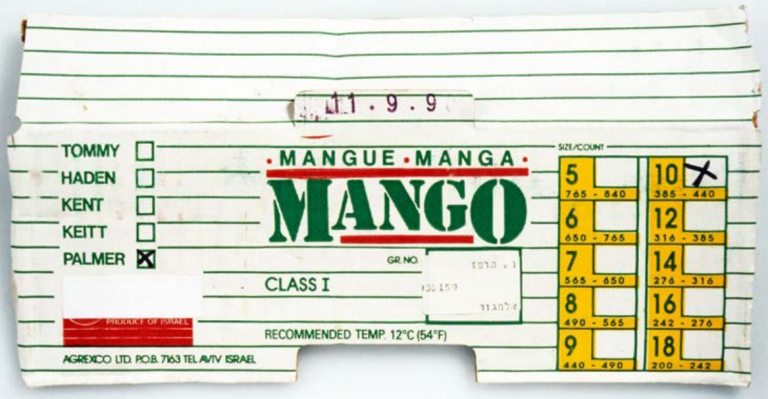 11.9.9
TOMMY
HADEN
KENT
KEITT
PALMER
PRODUCE OF ISRAEL
AGREXCO LTD. P.O.B. 7163 TEL AVIV ISRAEL
• MANGUE • MANGA •
MANGO
GR. NO.
CLASS I
RECOMMENDED TEMP. 12°C (54°F)
SIZE/COUNT
5
765 - 840
6
650 - 765
7
565 - 650
8
490 - 565
9
440 - 490
10
385 - 440
12
316 - 385
14
276 - 316
16
242 - 276
18
200 - 242